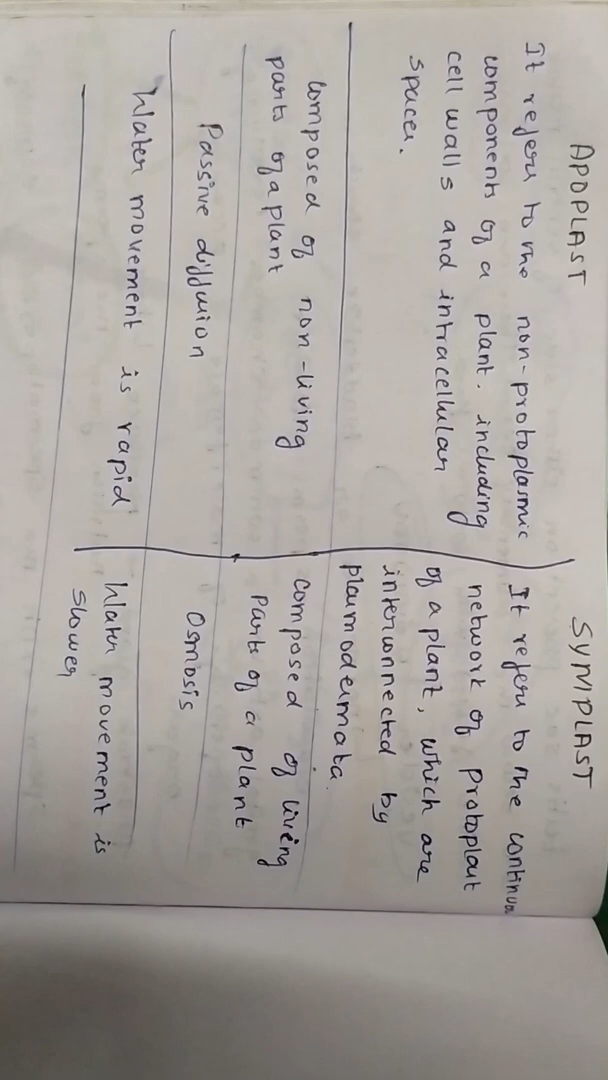 APOPLAST
It refers to the non-protoplasmic
components of a plant. including
cell walls and intracellular
spaces.
composed of non-living
parts of a plant
Passive diffusion
Water movement is rapid
SYMPLAST
It refers to the continuo
network of protoplast
of a plant, which are
interconnected by
plasmodesmata.
composed of living
parts of a plant
Osmosis
Water movement is
slower